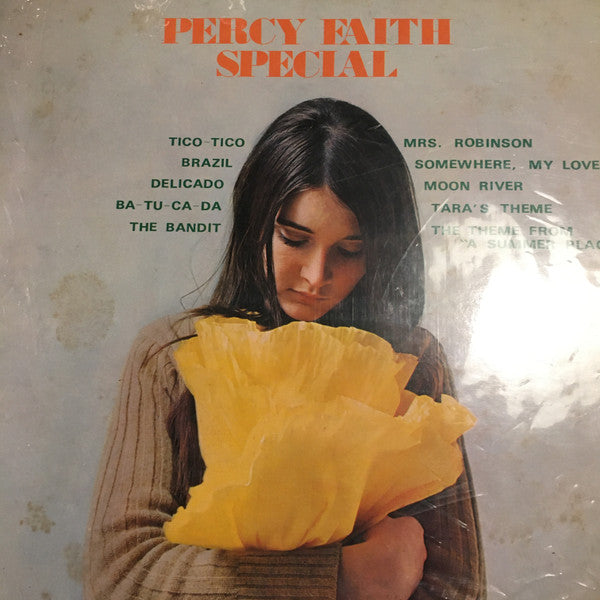 PERCY FAITH
SPECIAL
TICO-TICO
BRAZIL
DELICADO
BA-TU-CA-DA
THE BANDIT
MRS. ROBINSON
SOMEWHERE, MY LOVE
MOON RIVER
TARA'S THEME
THE THEME FROM
"A SUMMER PLAC